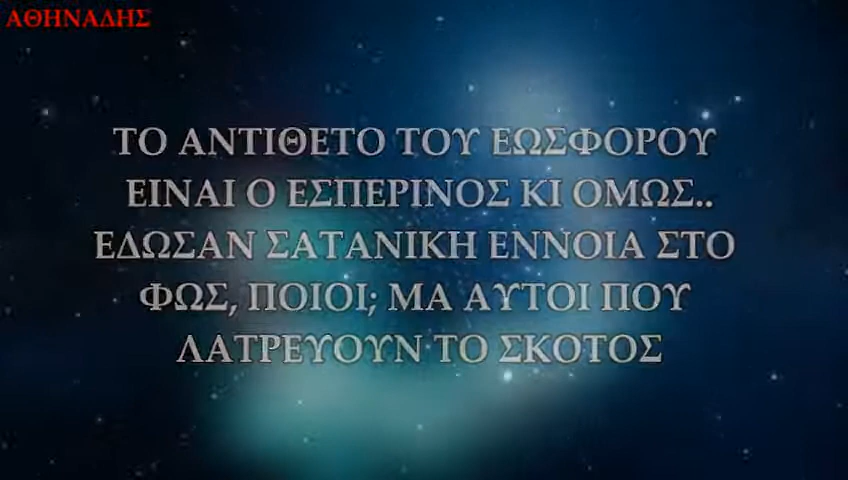 ΑΘΗΝΑΔΗΣ
ΤΟ ΑΝΤΙΘΕΤΟ ΤΟΥ ΕΩΣΦΟΡΟΥ
ΕΙΝΑΙ Ο ΕΣΠΕΡΙΝΟΣ ΚΙ ΟΜΩΣ..
ΕΔΩΣΑΝ ΣΑΤΑΝΙΚΗ ΕΝΝΟΙΑ ΣΤΟ
ΦΩΣ, ΠΟΙΟΙ; ΜΑ ΑΥΤΟΙ ΠΟΥ
ΛΑΤΡΕΥΟΥΝ ΤΟ ΣΚΟΤΟΣ